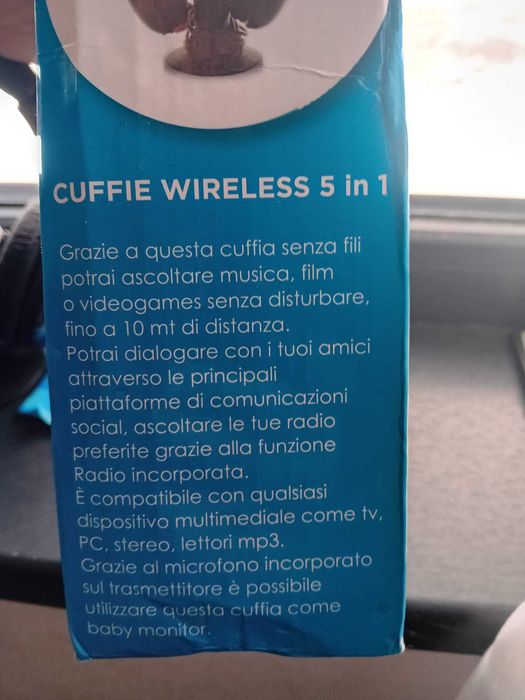 CUFFIE WIRELESS 5 in 1
Grazie a questa cuffia senza fili
potrai ascoltare musica, film
o videogames senza disturbare,
fino a 10 mt di distanza.
Potrai dialogare con i tuoi amici
attraverso le principali
piattaforme di comunicazioni
social, ascoltare le tue radio
preferite grazie alla funzione
Radio incorporata.
È compatibile con qualsiasi
dispositivo multimediale come tv,
PC, stereo, lettori mp3.
Grazie al microfono incorporato
sul trasmettitore è possibile
utilizzare questa cuffia come
baby monitor.